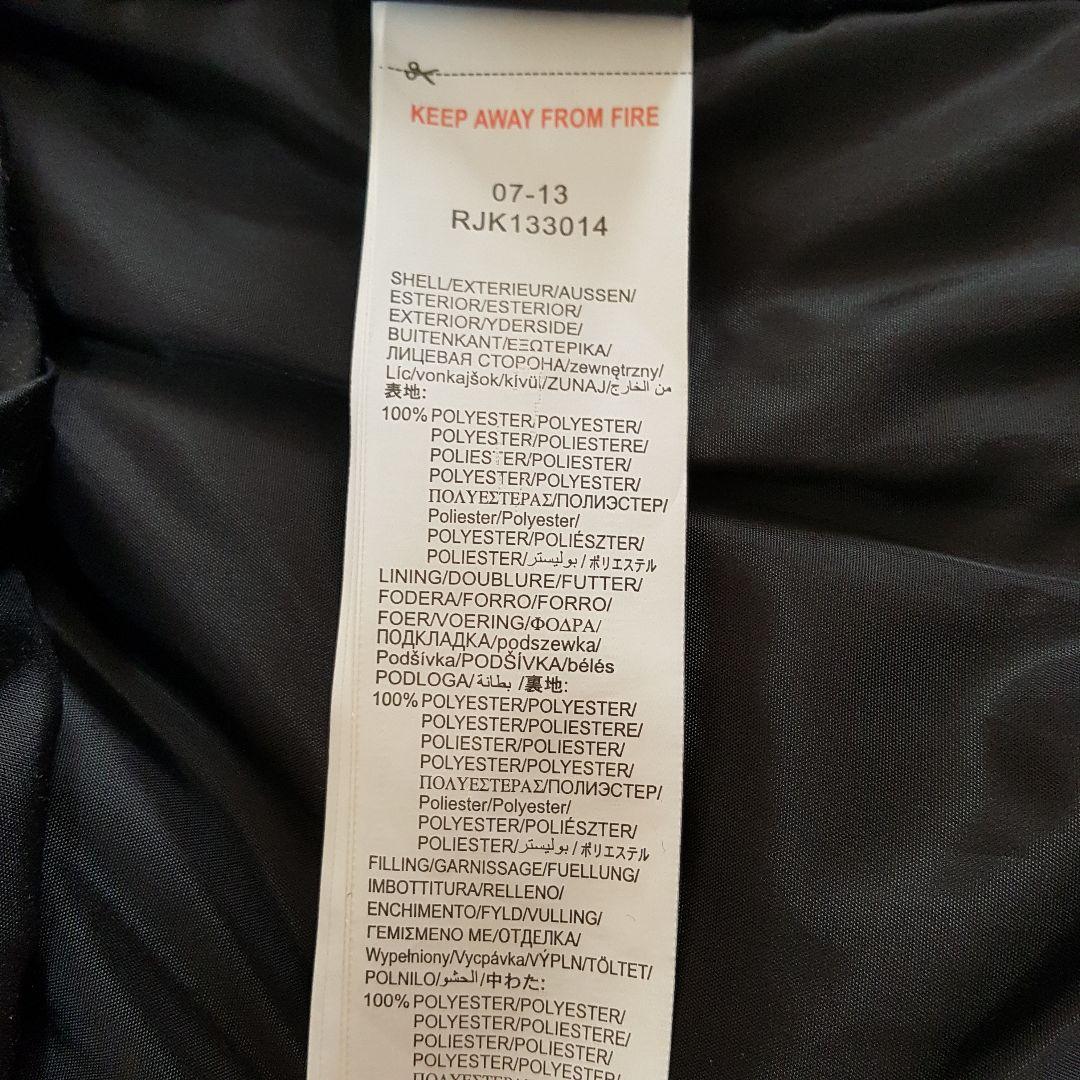 KEEP AWAY FROM FIRE
07-13
RJK133014
SHELL/EXTERIEUR/AUSSEN/
ESTERIOR/ESTERIOR/
EXTERIOR/YDERSIDE/
BUITENKANT/ΕΞΩΤΕΡΙΚΑ/
ЛИЦЕВАЯ СТОРОНА/zewnętrzny/
Líc/vonkajšok/kívül/ZUNAJ/من الخارج/
表地:
100% POLYESTER/POLYESTER/
POLYESTER/POLIESTERE/
POLIESTER/POLIESTER/
POLYESTER/POLYESTER/
ΠΟΛΥΕΣΤΕΡΑΣ/ПОЛИЭСТЕР/
Poliester/Polyester/
POLYESTER/POLIÉSZTER/
POLIESTER/بوليستر/ポリエステル
LINING/DOUBLURE/FUTTER/
FODERA/FORRO/FORRO/
FOER/VOERING/ΦΟΔΡΑ/
ПОДКЛАДКА/podszewka/
Podšívka/PODŠÍVKA/bélés
PODLOGA/بطانة/裏地:
100% POLYESTER/POLYESTER/
POLYESTER/POLIESTERE/
POLIESTER/POLIESTER/
POLYESTER/POLYESTER/
ΠΟΛΥΕΣΤΕΡΑΣ/ПОЛИЭСТЕР/
Poliester/Polyester/
POLYESTER/POLIÉSZTER/
POLIESTER/بوليستر/ポリエステル
FILLING/GARNISSAGE/FUELLUNG/
IMBOTTITURA/RELLENO/
ENCHIMENTO/FYLD/VULLING/
ΓΕΜΙΣΜΕΝΟ ΜΕ/ОТДЕЛКА/
Wypełniony/Vycpávka/VÝPLN/TÖLTET/
POLNILO/الحشو/中わた:
100% POLYESTER/POLYESTER/
POLYESTER/POLIESTERE/
POLIESTER/POLIESTER/
POLYESTER/POLYESTER/